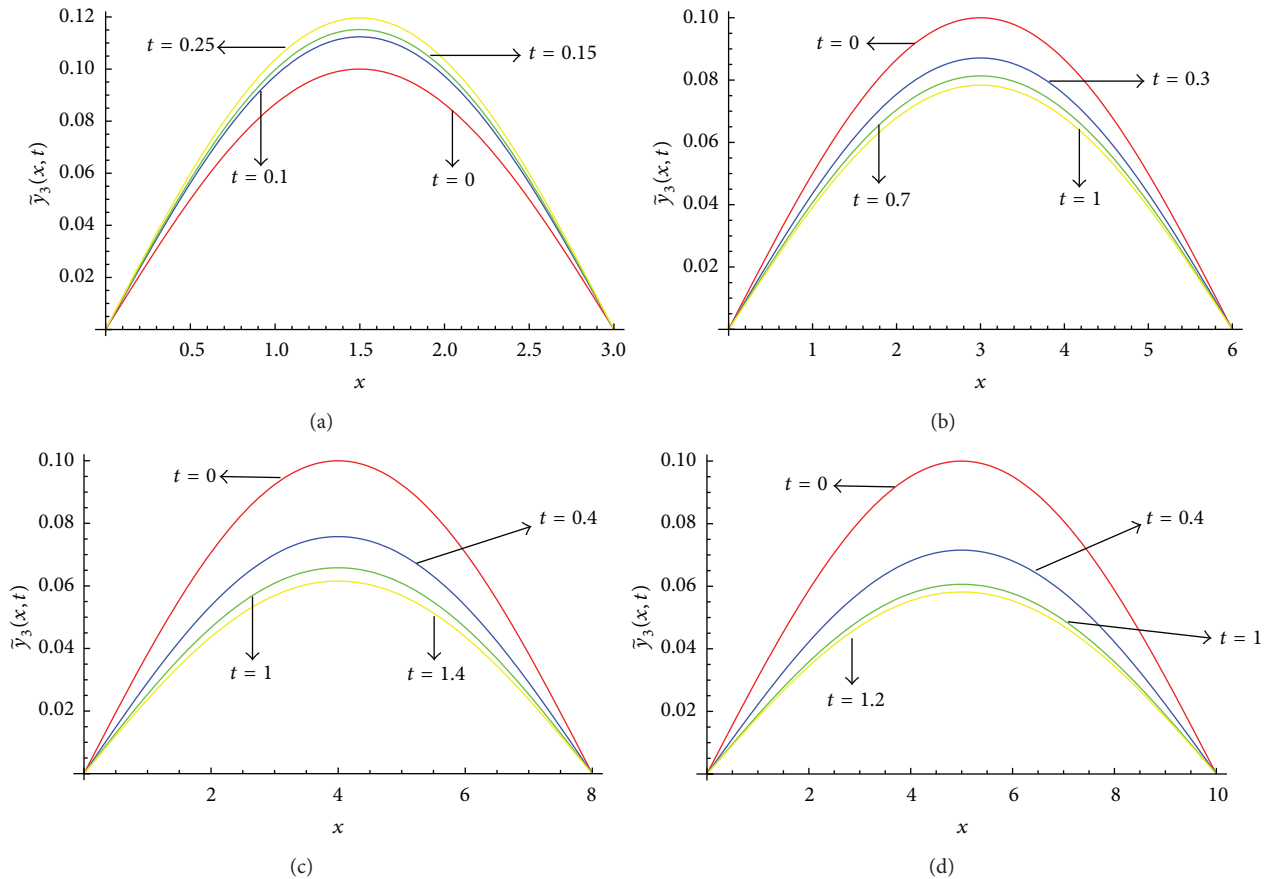 0.12
0.10
0.08
0.06
0.04
0.02
ỹ₃(x, t)
t = 0.25
t = 0.15
t = 0.1
t = 0
0.5 1.0 1.5 2.0 2.5 3.0
x
(a)
0.10
0.08
0.06
0.04
0.02
ỹ₃(x, t)
t = 0
t = 0.3
t = 0.7
t = 1
1 2 3 4 5 6
x
(b)
0.10
0.08
0.06
0.04
0.02
ỹ₃(x, t)
t = 0
t = 0.4
t = 1
t = 1.4
2 4 6 8
x
(c)
0.10
0.08
0.06
0.04
0.02
ỹ₃(x, t)
t = 0
t = 0.4
t = 1
t = 1.2
2 4 6 8 10
x
(d)